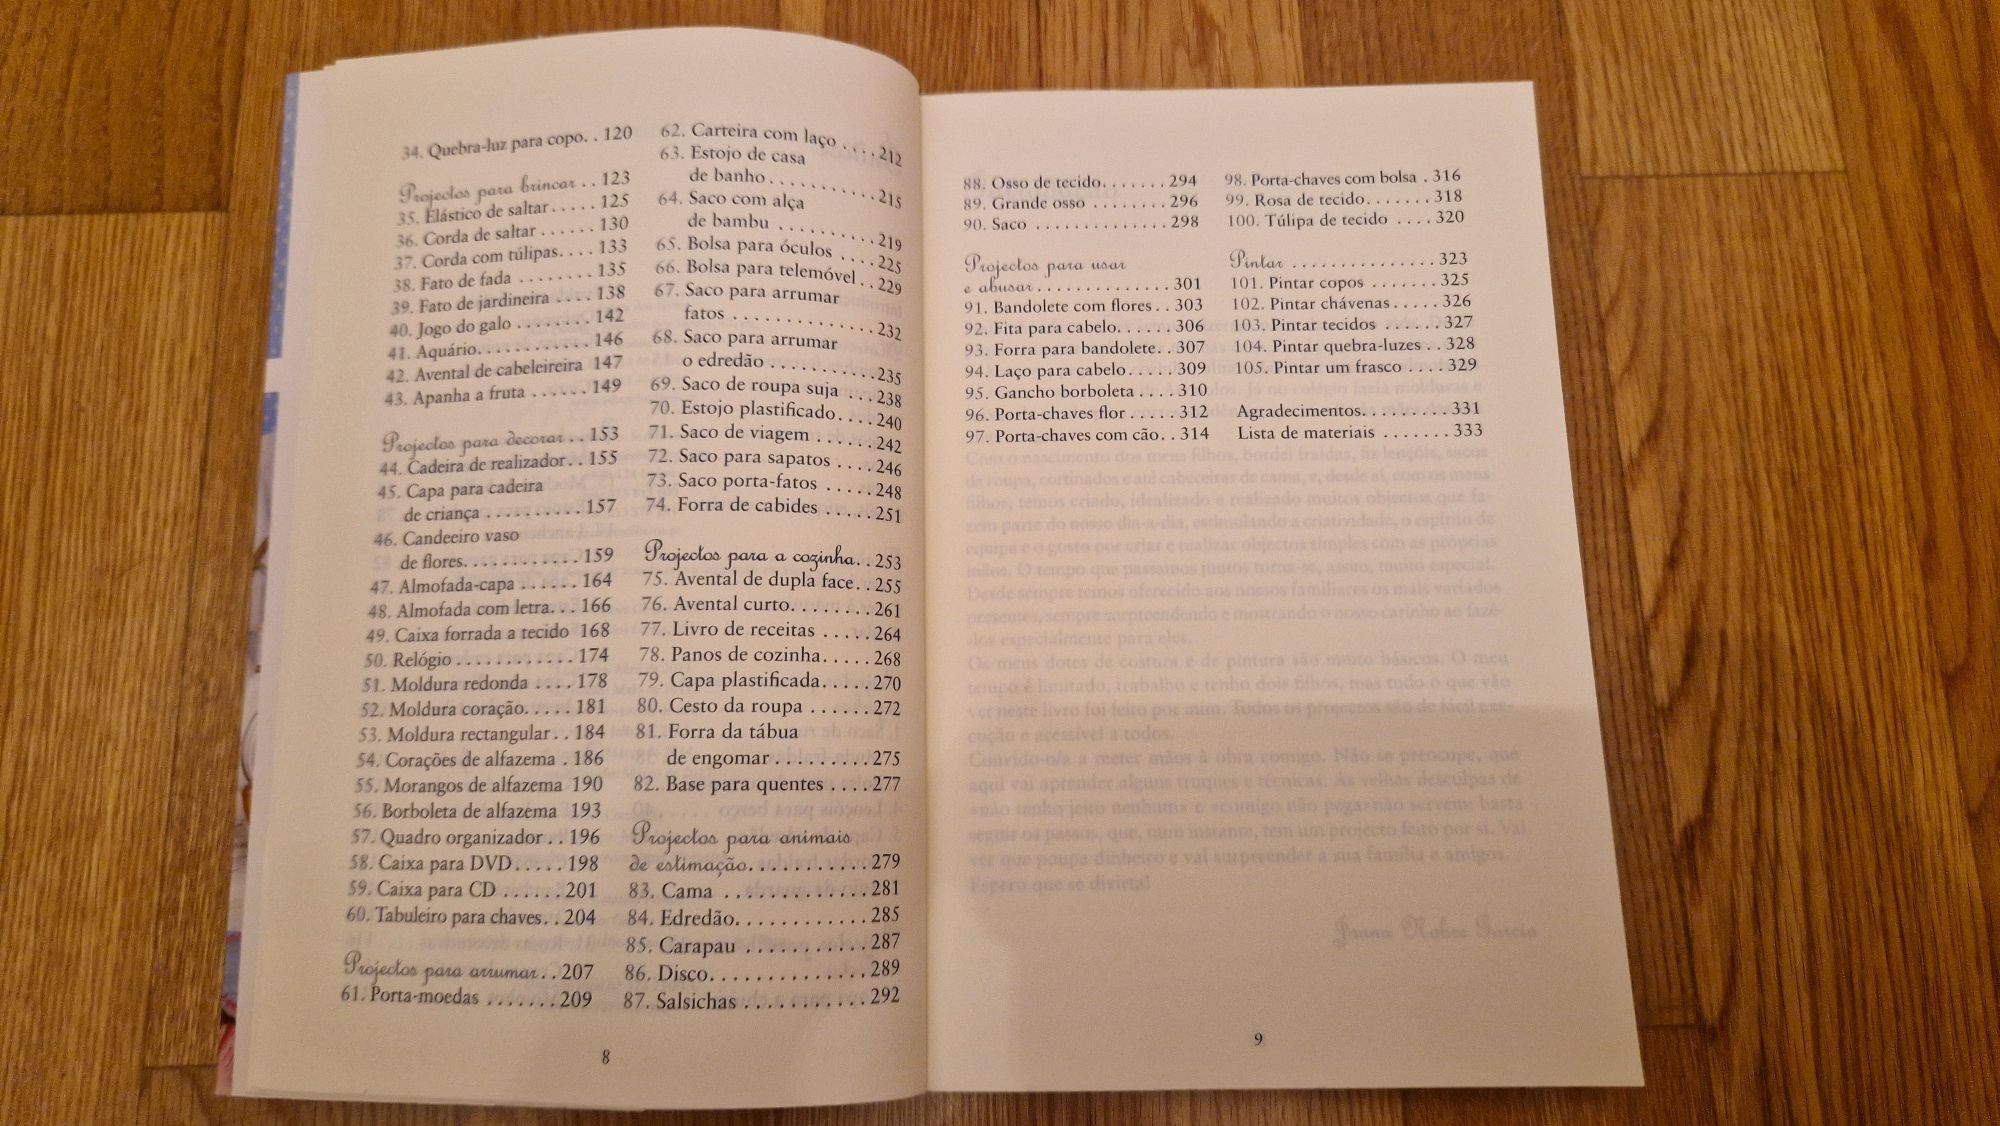 34. Quebra-luz para copo. . 120
Projectos para brincar . . 123
35. Elástico de saltar . . . . . 125
36. Corda de saltar . . . . . . 130
37. Corda com túlipas. . . . 133
38. Fato de fada . . . . . . . . 135
39. Fato de jardineira . . . . 138
40. Jogo do galo . . . . . . . . 142
41. Aquário. . . . . . . . . . . . 146
42. Avental de cabeleireira 147
43. Apanha a fruta . . . . . . 149
Projectos para decorar . . 153
44. Cadeira de realizador. . 155
45. Capa para cadeira
de criança . . . . . . . . . . 157
46. Candeeiro vaso
de flores. . . . . . . . . . . . 159
47. Almofada-capa . . . . . . 164
48. Almofada com letra. . . 166
49. Caixa forrada a tecido 168
50. Relógio . . . . . . . . . . . . 174
51. Moldura redonda . . . . 178
52. Moldura coração. . . . . 181
53. Moldura rectangular . . 184
54. Corações de alfazema . 186
55. Morangos de alfazema 190
56. Borboleta de alfazema 193
57. Quadro organizador . . 196
58. Caixa para DVD. . . . . 198
59. Caixa para CD . . . . . . 201
60. Tabuleiro para chaves. . 204
Projectos para arrumar. . 207
61. Porta-moedas . . . . . . . 209
62. Carteira com laço . . . . 212
63. Estojo de casa
de banho . . . . . . . . . . . 215
64. Saco com alça
de bambu . . . . . . . . . . 219
65. Bolsa para óculos . . . . 225
66. Bolsa para telemóvel . . 229
67. Saco para arrumar
fatos . . . . . . . . . . . . . . 232
68. Saco para arrumar
o edredão . . . . . . . . . . 235
69. Saco de roupa suja . . . 238
70. Estojo plastificado. . . . 240
71. Saco de viagem . . . . . . 242
72. Saco para sapatos . . . . 246
73. Saco porta-fatos . . . . . 248
74. Forra de cabides . . . . . 251
Projectos para a cozinha. . 253
75. Avental de dupla face. . 255
76. Avental curto. . . . . . . . 261
77. Livro de receitas . . . . . 264
78. Panos de cozinha. . . . . 268
79. Capa plastificada. . . . . 270
80. Cesto da roupa . . . . . . 272
81. Forra da tábua
de engomar . . . . . . . . . 275
82. Base para quentes . . . . 277
Projectos para animais
de estimação. . . . . . . . . . . 279
83. Cama . . . . . . . . . . . . . 281
84. Edredão. . . . . . . . . . . . 285
85. Carapau . . . . . . . . . . . 287
86. Disco. . . . . . . . . . . . . . 289
87. Salsichas . . . . . . . . . . . 292
8
88. Osso de tecido. . . . . . . 294
89. Grande osso . . . . . . . . 296
90. Saco . . . . . . . . . . . . . . 298
Projectos para usar
e abusar . . . . . . . . . . . . . . 301
91. Bandolete com flores . . 303
92. Fita para cabelo. . . . . . 306
93. Forra para bandolete. . 307
94. Laço para cabelo. . . . . 309
95. Gancho borboleta . . . . 310
96. Porta-chaves flor . . . . . 312
97. Porta-chaves com cão. . 314
98. Porta-chaves com bolsa . 316
99. Rosa de tecido. . . . . . . 318
100. Túlipa de tecido . . . . 320
Pintar . . . . . . . . . . . . . . . 323
101. Pintar copos . . . . . . . 325
102. Pintar chávenas . . . . . 326
103. Pintar tecidos . . . . . . 327
104. Pintar quebra-luzes . . 328
105. Pintar um frasco . . . . 329
Agradecimentos. . . . . . . . . 331
Lista de materiais . . . . . . . 333
9